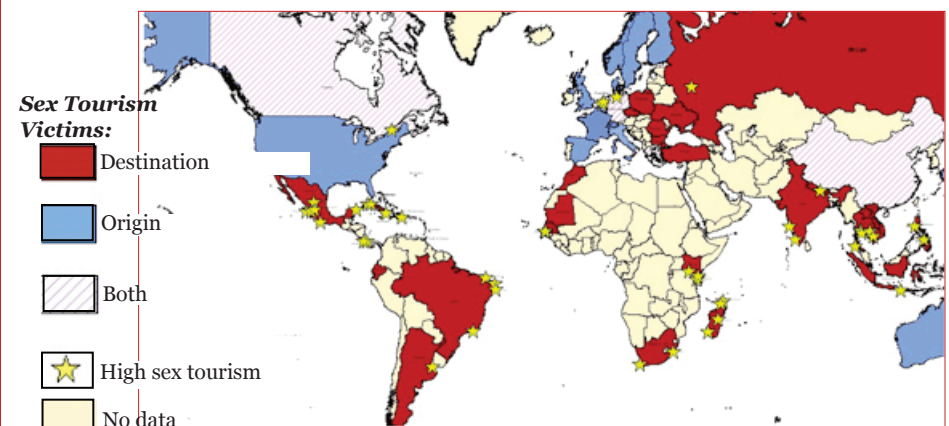 Sex Tourism
Victims:
Destination
Origin
Both
High sex tourism
No data